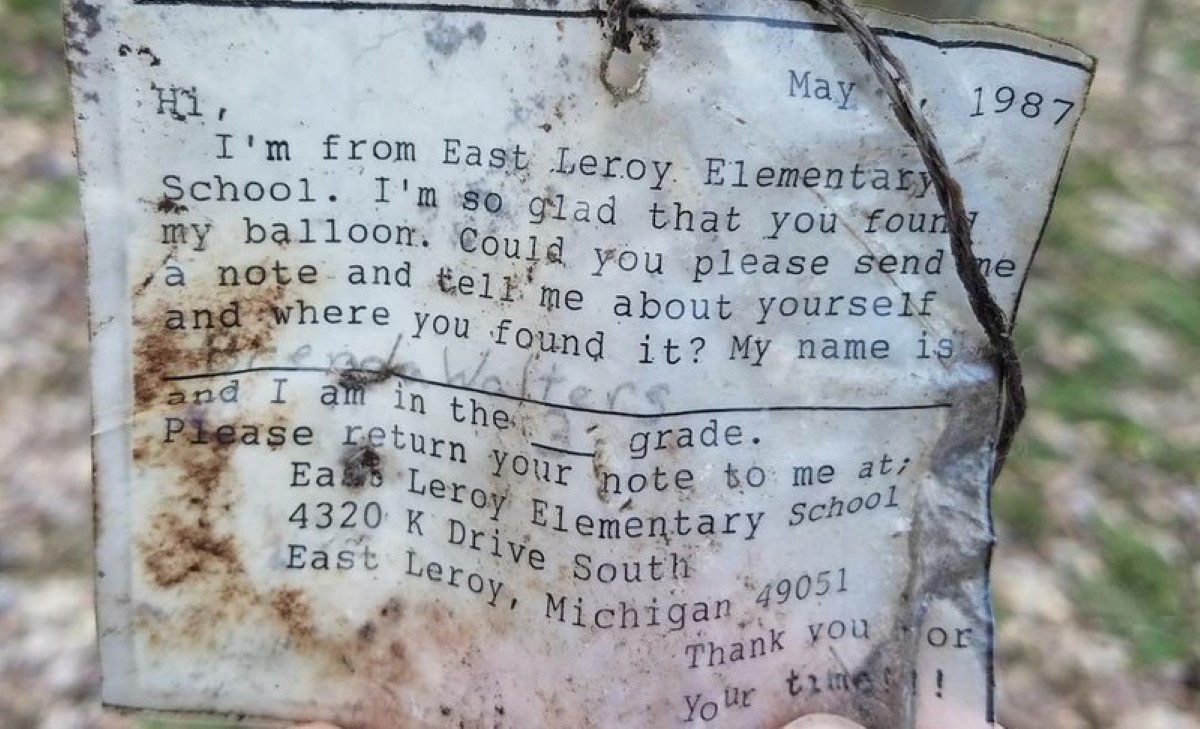 May , 1987
Hi,
I'm from East Leroy Elementary
School. I'm so glad that you found
my balloon. Could you please send me
a note and tell me about yourself
and where you found it? My name is
Walters
and I am in the grade.
Please return your note to me at;
East Leroy Elementary School
4320 K Drive South
East Leroy, Michigan 49051
Thank you for
Your time!!!